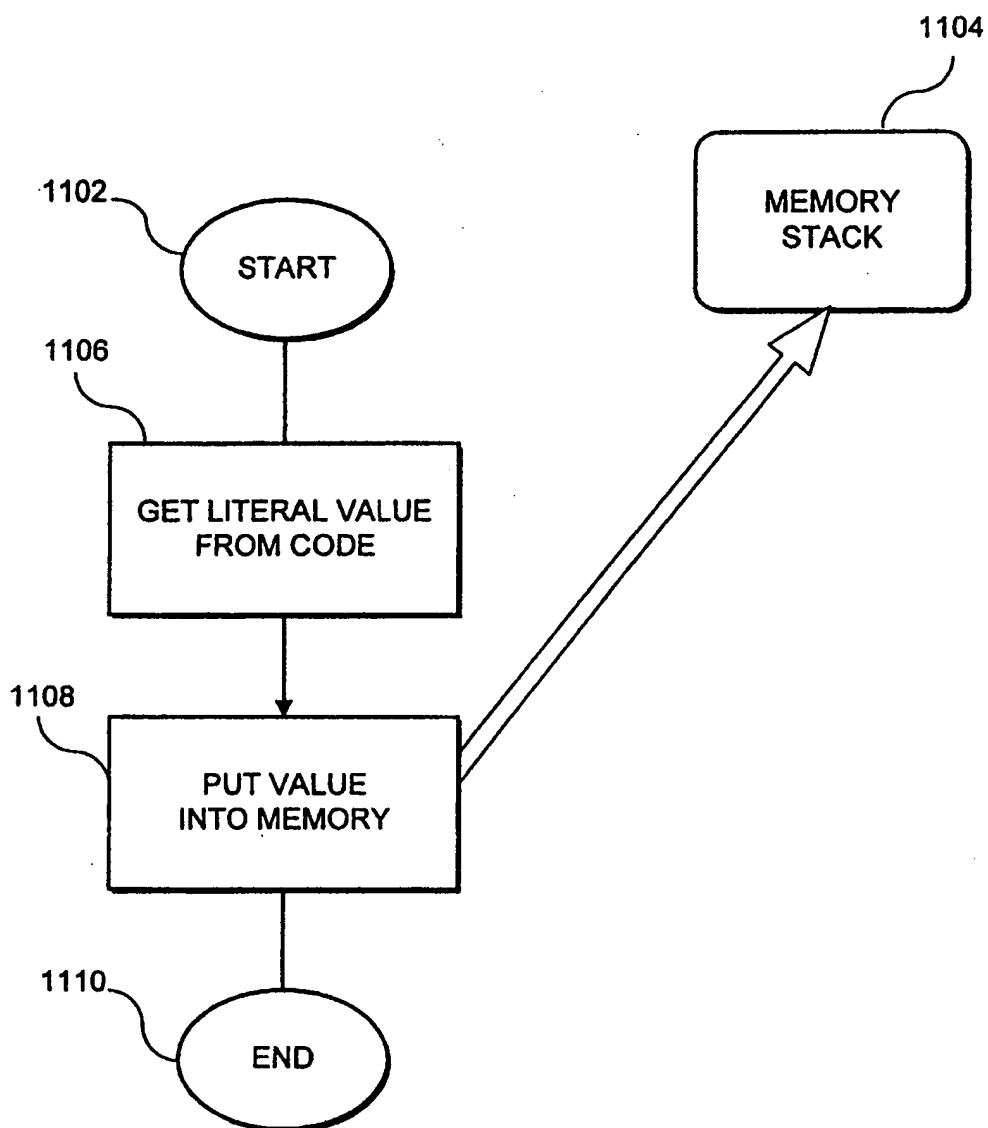 1104
MEMORY
STACK
1102
START
1106
GET LITERAL VALUE
FROM CODE
1108
PUT VALUE
INTO MEMORY
1110
END